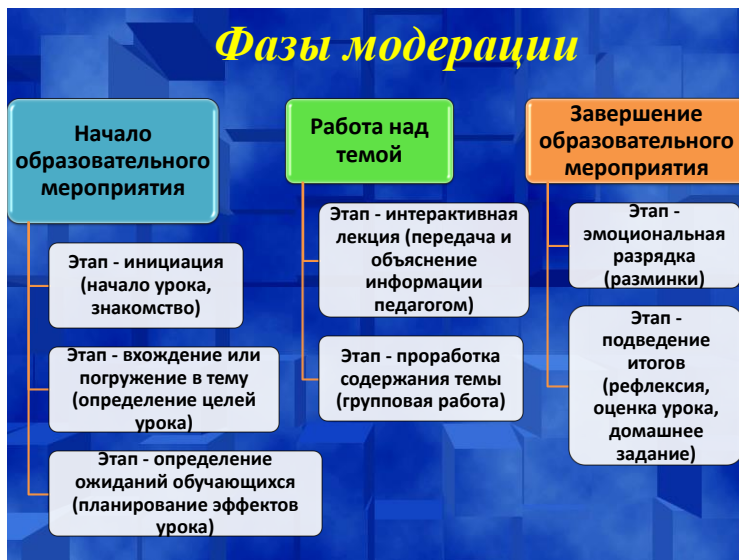 Фазы модерации
Начало
образовательного
мероприятия
Этап - инициация
(начало урока,
знакомство)
Этап - вхождение или
погружение в тему
(определение целей
урока)
Этап - определение
ожиданий обучающихся
(планирование эффектов
урока)
Работа над
темой
Этап - интерактивная
лекция (передача и
объяснение
информации
педагогом)
Этап - проработка
содержания темы
(групповая работа)
Завершение
образовательного
мероприятия
Этап -
эмоциональная
разрядка
(разминки)
Этап -
подведение
итогов
(рефлексия,
оценка урока,
домашнее
задание)